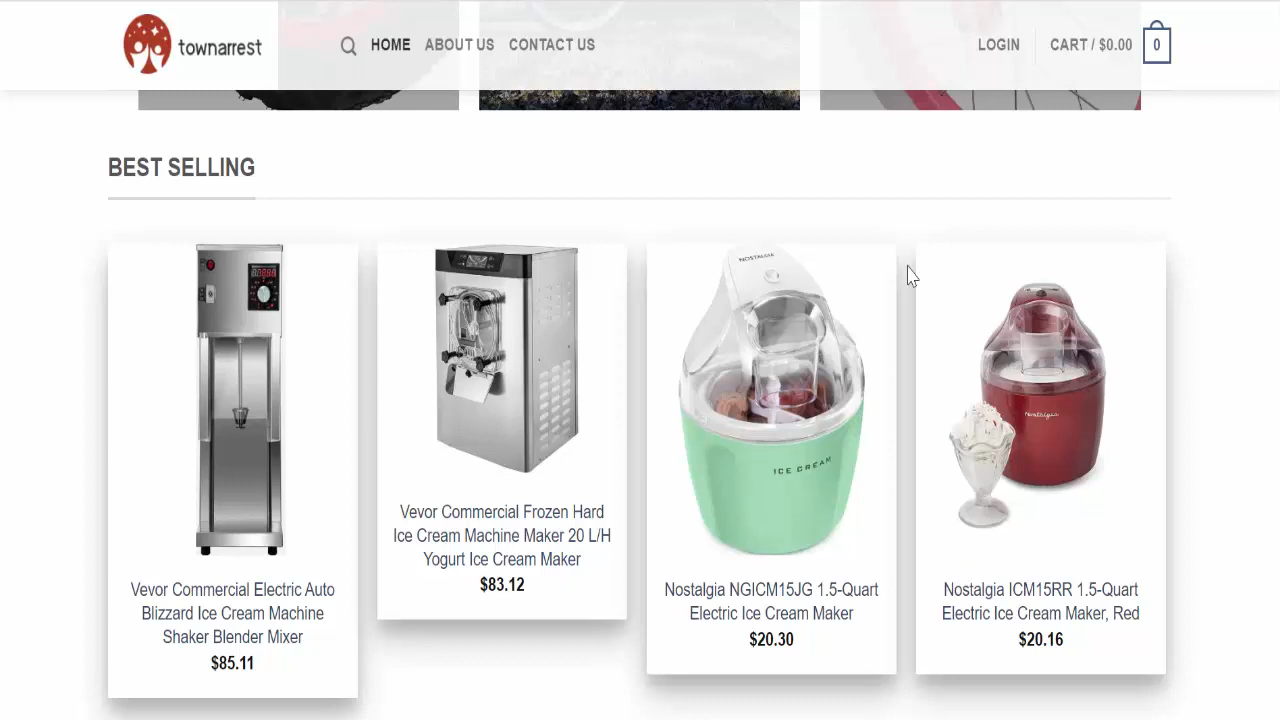 townarrest
HOME
ABOUT US
CONTACT US
LOGIN
CART / $0.00
0
BEST SELLING
Vevor Commercial Electric Auto
Blizzard Ice Cream Machine
Shaker Blender Mixer
$85.11
Vevor Commercial Frozen Hard
Ice Cream Machine Maker 20 L/H
Yogurt Ice Cream Maker
$83.12
NOSTALGIA
ICE CREAM
Nostalgia NGICM15JG 1.5-Quart
Electric Ice Cream Maker
$20.30
nostalgia
Nostalgia ICM15RR 1.5-Quart
Electric Ice Cream Maker, Red
$20.16